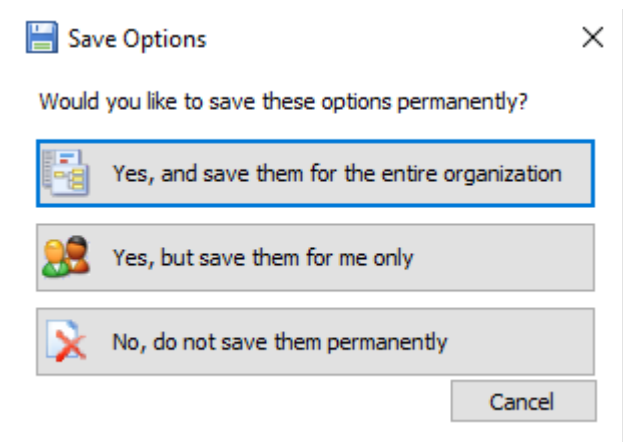 Save Options
Would you like to save these options permanently?
Yes, and save them for the entire organization
Yes, but save them for me only
No, do not save them permanently
Cancel